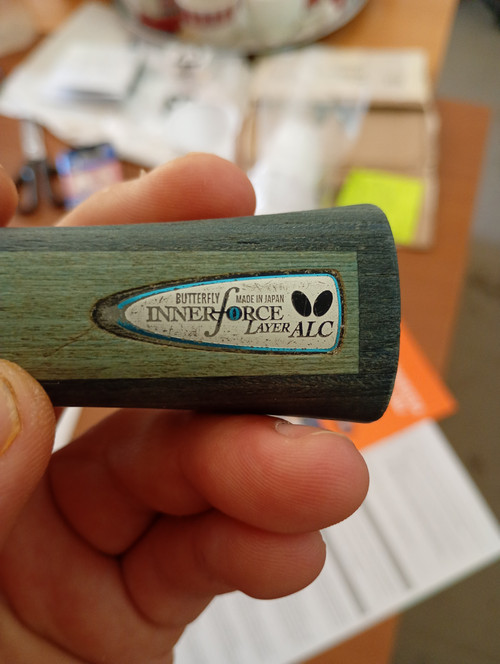 BUTTERFLY MADE IN JAPAN
INNERfORCE
LAYER ALC